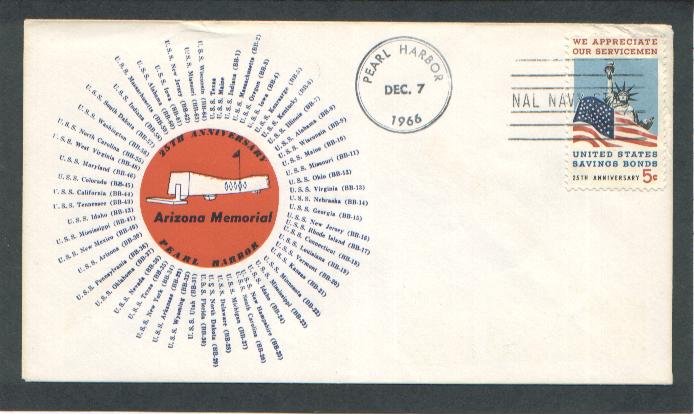 PEARL HARBOR
DEC. 7
1966
NAL NAV
WE APPRECIATE
OUR SERVICEMEN
UNITED STATES
SAVINGS BONDS
25TH ANNIVERSARY 5¢
25TH ANNIVERSARY
Arizona Memorial
PEARL HARBOR
U.S.S. Texas
U.S.S. Maine
U.S.S. Indiana (BB-1)
U.S.S. Massachusetts (BB-2)
U.S.S. Oregon (BB-3)
U.S.S. Iowa (BB-4)
U.S.S. Kearsarge (BB-5)
U.S.S. Kentucky (BB-6)
U.S.S. Illinois (BB-7)
U.S.S. Alabama (BB-8)
U.S.S. Wisconsin (BB-9)
U.S.S. Maine (BB-10)
U.S.S. Missouri (BB-11)
U.S.S. Ohio (BB-12)
U.S.S. Virginia (BB-13)
U.S.S. Nebraska (BB-14)
U.S.S. Georgia (BB-15)
U.S.S. New Jersey (BB-16)
U.S.S. Rhode Island (BB-17)
U.S.S. Connecticut (BB-18)
U.S.S. Louisiana (BB-19)
U.S.S. Vermont (BB-20)
U.S.S. Kansas (BB-21)
U.S.S. Minnesota (BB-22)
U.S.S. Mississippi (BB-23)
U.S.S. Idaho (BB-24)
U.S.S. New Hampshire (BB-25)
U.S.S. South Carolina (BB-26)
U.S.S. Michigan (BB-27)
U.S.S. Delaware (BB-28)
U.S.S. North Dakota (BB-29)
U.S.S. Florida (BB-30)
U.S.S. Utah (BB-31)
U.S.S. Wyoming (BB-32)
U.S.S. Arkansas (BB-33)
U.S.S. New York (BB-34)
U.S.S. Texas (BB-35)
U.S.S. Nevada (BB-36)
U.S.S. Oklahoma (BB-37)
U.S.S. Pennsylvania (BB-38)
U.S.S. Arizona (BB-39)
U.S.S. New Mexico (BB-40)
U.S.S. Mississippi (BB-41)
U.S.S. Idaho (BB-42)
U.S.S. Tennessee (BB-43)
U.S.S. California (BB-44)
U.S.S. Colorado (BB-45)
U.S.S. Maryland (BB-46)
U.S.S. West Virginia (BB-48)
U.S.S. North Carolina (BB-55)
U.S.S. Washington (BB-56)
U.S.S. South Dakota (BB-57)
U.S.S. Indiana (BB-58)
U.S.S. Massachusetts (BB-59)
U.S.S. Alabama (BB-60)
U.S.S. Iowa (BB-61)
U.S.S. New Jersey (BB-62)
U.S.S. Missouri (BB-63)
U.S.S. Wisconsin (BB-64)